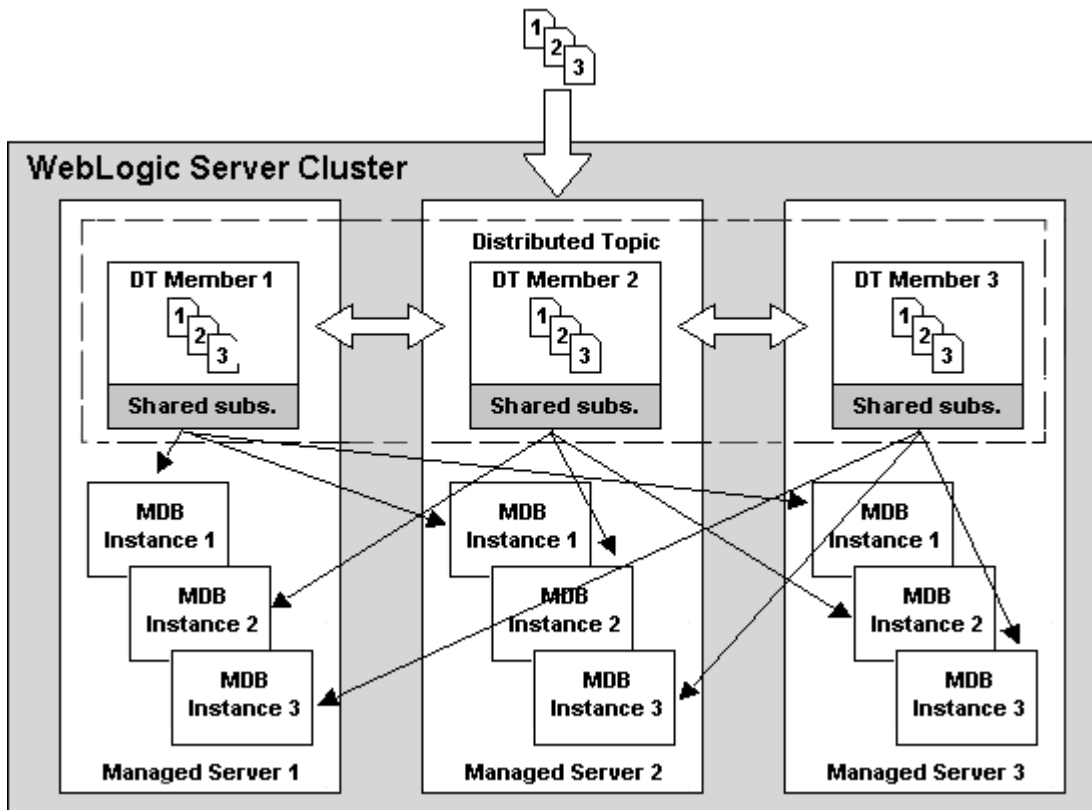 1
2
3
WebLogic Server Cluster
Distributed Topic
DT Member 1
1
2
3
Shared subs.
DT Member 2
1
2
3
Shared subs.
DT Member 3
1
2
3
Shared subs.
MDB
Instance 1
MDB
Instance 2
MDB
Instance 3
Managed Server 1
MDB
Instance 1
MDB
Instance 2
MDB
Instance 3
Managed Server 2
MDB
Instance 1
MDB
Instance 2
MDB
Instance 3
Managed Server 3